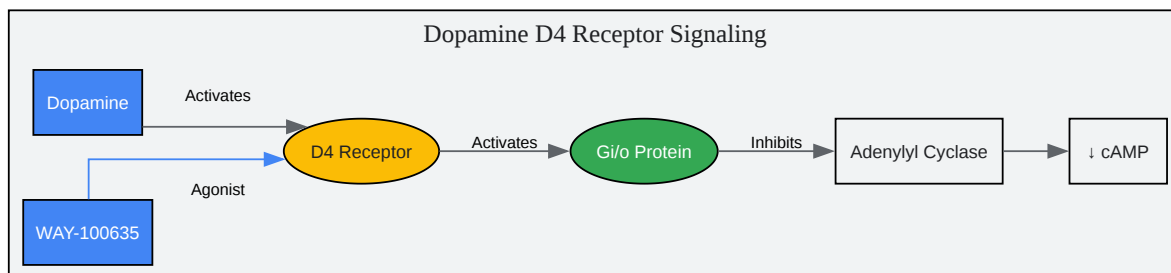 Dopamine D4 Receptor Signaling
Dopamine
Activates
D4 Receptor
Activates
Gi/o Protein
Inhibits
Adenylyl Cyclase
↓ cAMP
Agonist
WAY-100635